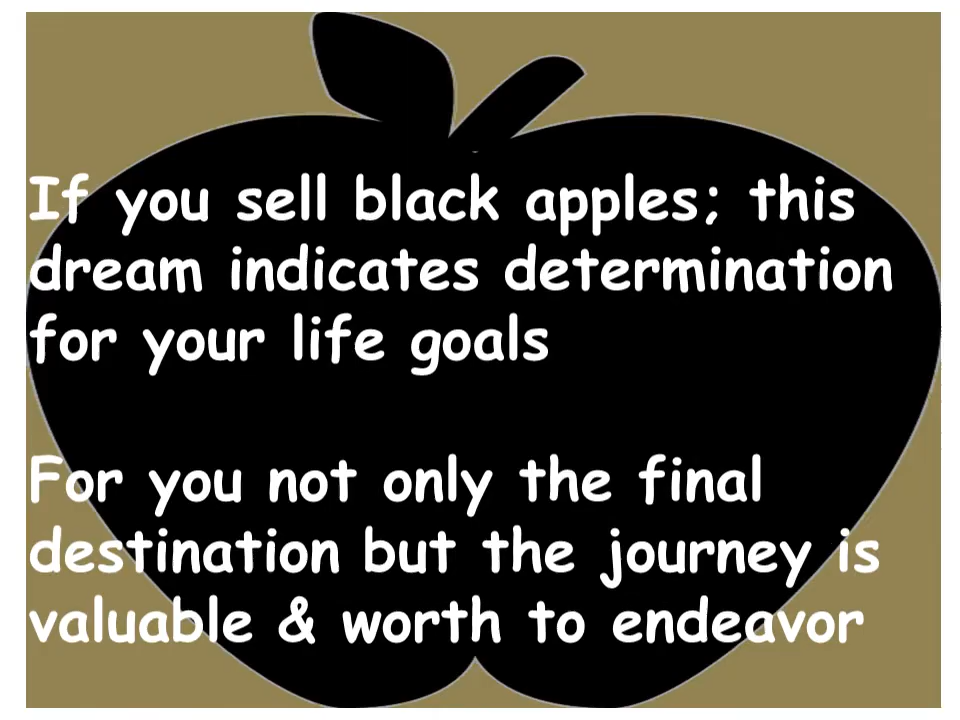 If you sell black apples; this
dream indicates determination
for your life goals
For you not only the final
destination but the journey is
valuable & worth to endeavor